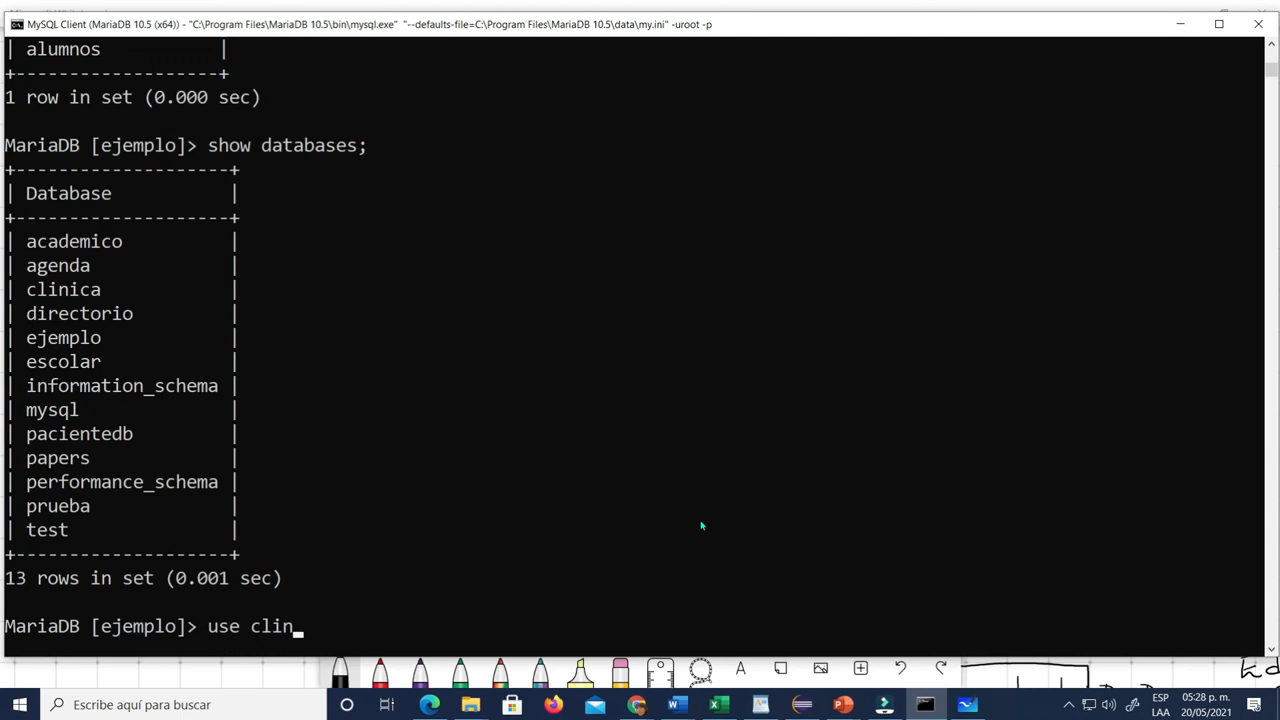 MySQL Client (MariaDB 10.5 (x64)) - "C:\Program Files\MariaDB 10.5\bin\mysql.exe"  "--defaults-file=C:\Program Files\MariaDB 10.5\data\my.ini" -uroot -p
| alumnos           |
+-------------------+
1 row in set (0.000 sec)
MariaDB [ejemplo]> show databases;
+--------------------+
| Database           |
+--------------------+
| academico          |
| agenda             |
| clinica            |
| directorio         |
| ejemplo            |
| escolar            |
| information_schema |
| mysql              |
| pacientedb         |
| papers             |
| performance_schema |
| prueba             |
| test               |
+--------------------+
13 rows in set (0.001 sec)
MariaDB [ejemplo]> use clin
Escribe aquí para buscar
ESP
LAA
05:28 p. m.
20/05/2021